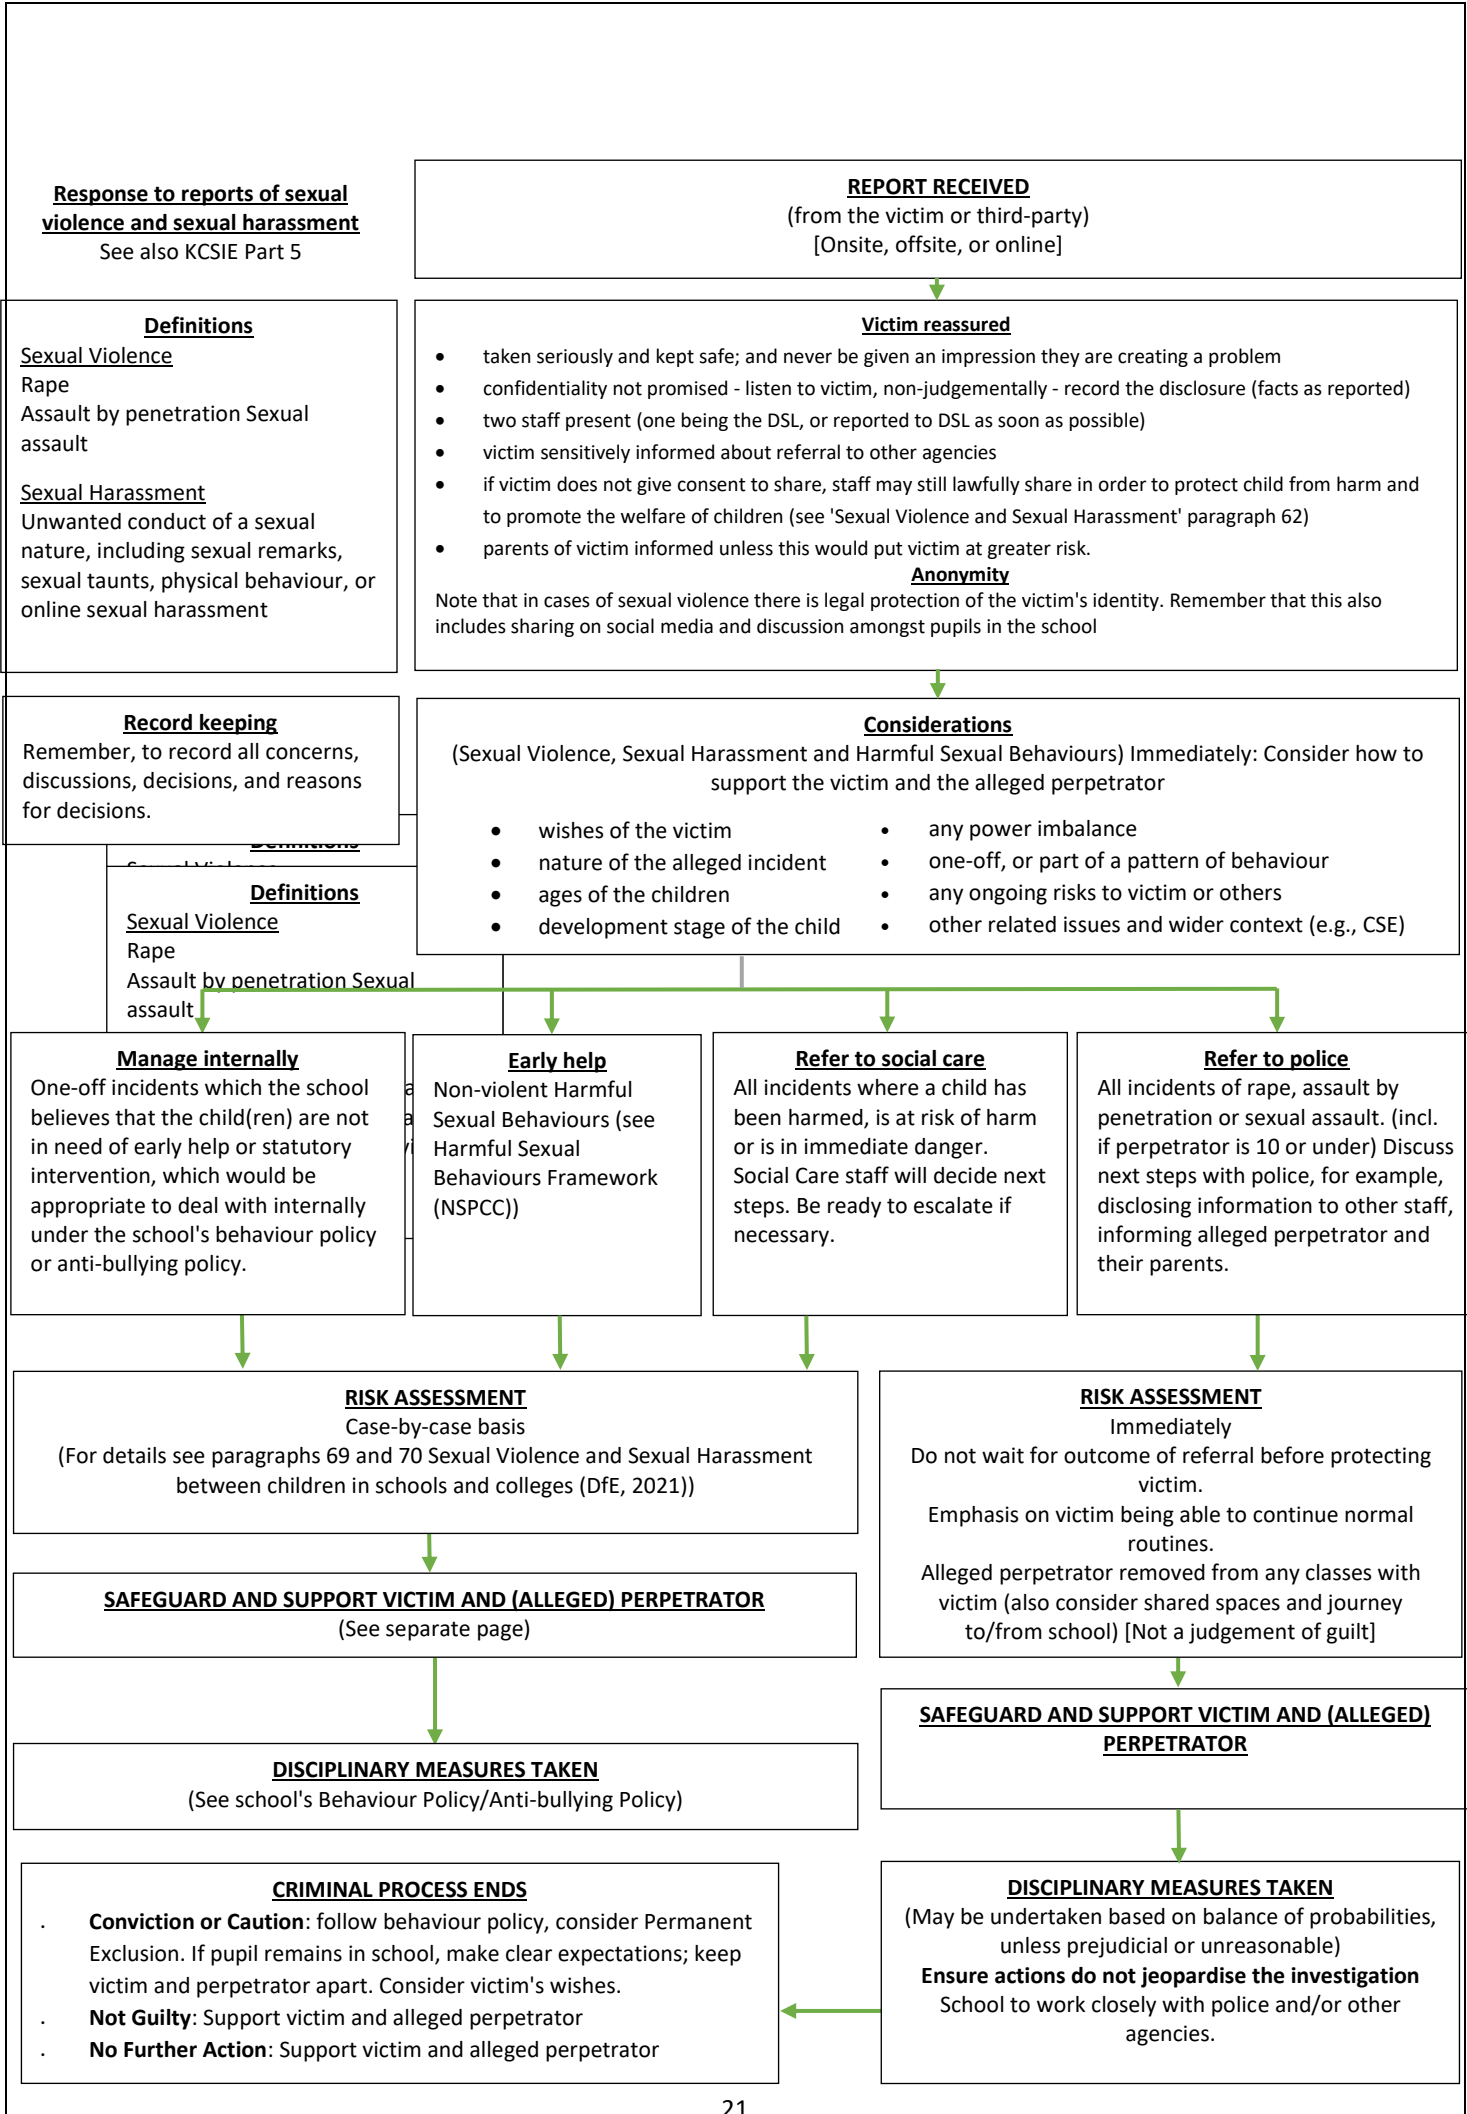 Response to reports of sexual
violence and sexual harassment
See also KCSIE Part 5
REPORT RECEIVED
(from the victim or third-party)
[Onsite, offsite, or online]
Definitions
Sexual Violence
Rape
Assault by penetration Sexual
assault
Sexual Harassment
Unwanted conduct of a sexual
nature, including sexual remarks,
sexual taunts, physical behaviour, or
online sexual harassment
Victim reassured
• taken seriously and kept safe; and never be given an impression they are creating a problem
• confidentiality not promised - listen to victim, non-judgementally - record the disclosure (facts as reported)
• two staff present (one being the DSL, or reported to DSL as soon as possible)
• victim sensitively informed about referral to other agencies
• if victim does not give consent to share, staff may still lawfully share in order to protect child from harm and
to promote the welfare of children (see 'Sexual Violence and Sexual Harassment' paragraph 62)
• parents of victim informed unless this would put victim at greater risk.
Anonymity
Note that in cases of sexual violence there is legal protection of the victim's identity. Remember that this also
includes sharing on social media and discussion amongst pupils in the school
Record keeping
Remember, to record all concerns,
discussions, decisions, and reasons
for decisions.
Considerations
(Sexual Violence, Sexual Harassment and Harmful Sexual Behaviours) Immediately: Consider how to
support the victim and the alleged perpetrator
• wishes of the victim
• nature of the alleged incident
• ages of the children
• development stage of the child
• any power imbalance
• one-off, or part of a pattern of behaviour
• any ongoing risks to victim or others
• other related issues and wider context (e.g., CSE)
Definitions
Definitions
Sexual Violence
Rape
Assault by penetration Sexual
assault
Manage internally
One-off incidents which the school
believes that the child(ren) are not
in need of early help or statutory
intervention, which would be
appropriate to deal with internally
under the school's behaviour policy
or anti-bullying policy.
Early help
Non-violent Harmful
Sexual Behaviours (see
Harmful Sexual
Behaviours Framework
(NSPCC))
Refer to social care
All incidents where a child has
been harmed, is at risk of harm
or is in immediate danger.
Social Care staff will decide next
steps. Be ready to escalate if
necessary.
Refer to police
All incidents of rape, assault by
penetration or sexual assault. (incl.
if perpetrator is 10 or under) Discuss
next steps with police, for example,
disclosing information to other staff,
informing alleged perpetrator and
their parents.
RISK ASSESSMENT
Case-by-case basis
(For details see paragraphs 69 and 70 Sexual Violence and Sexual Harassment
between children in schools and colleges (DfE, 2021))
RISK ASSESSMENT
Immediately
Do not wait for outcome of referral before protecting
victim.
Emphasis on victim being able to continue normal
routines.
Alleged perpetrator removed from any classes with
victim (also consider shared spaces and journey
to/from school) [Not a judgement of guilt]
SAFEGUARD AND SUPPORT VICTIM AND (ALLEGED) PERPETRATOR
(See separate page)
SAFEGUARD AND SUPPORT VICTIM AND (ALLEGED)
PERPETRATOR
DISCIPLINARY MEASURES TAKEN
(See school's Behaviour Policy/Anti-bullying Policy)
DISCIPLINARY MEASURES TAKEN
(May be undertaken based on balance of probabilities,
unless prejudicial or unreasonable)
Ensure actions do not jeopardise the investigation
School to work closely with police and/or other
agencies.
CRIMINAL PROCESS ENDS
. Conviction or Caution: follow behaviour policy, consider Permanent
Exclusion. If pupil remains in school, make clear expectations; keep
victim and perpetrator apart. Consider victim's wishes.
. Not Guilty: Support victim and alleged perpetrator
. No Further Action: Support victim and alleged perpetrator
21